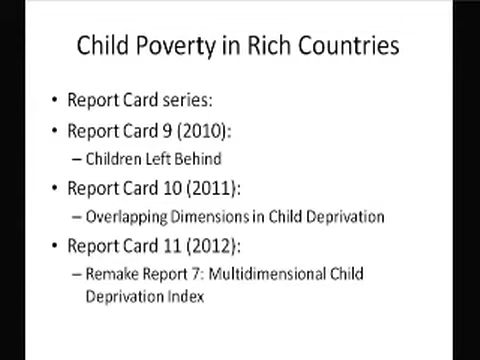 Child Poverty in Rich Countries
• Report Card series:
• Report Card 9 (2010):
– Children Left Behind
• Report Card 10 (2011):
– Overlapping Dimensions in Child Deprivation
• Report Card 11 (2012):
– Remake Report 7: Multidimensional Child
Deprivation Index